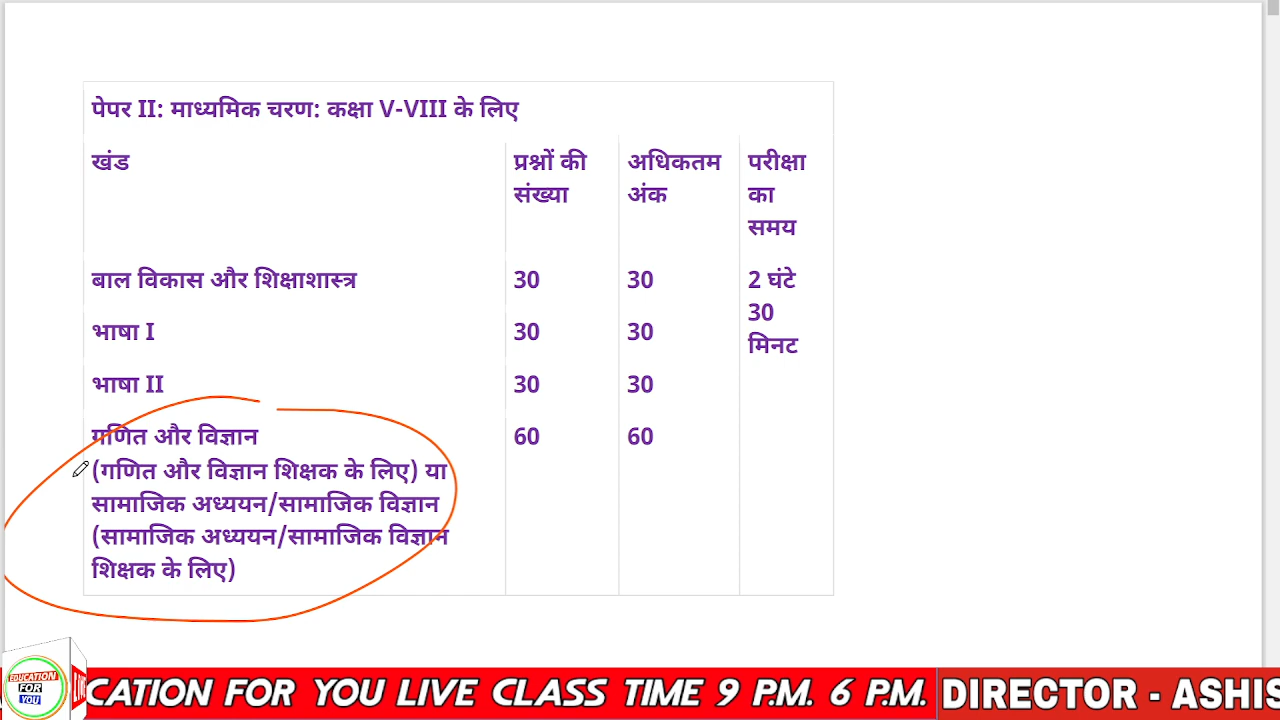 पेपर II: माध्यमिक चरण: कक्षा V-VIII के लिए
खंड
प्रश्नों की
संख्या
अधिकतम
अंक
परीक्षा
का
समय
बाल विकास और शिक्षाशास्त्र
30
30
2 घंटे
30
मिनट
भाषा I
30
30
भाषा II
30
30
गणित और विज्ञान
60
60
(गणित और विज्ञान शिक्षक के लिए) या
सामाजिक अध्ययन/सामाजिक विज्ञान
(सामाजिक अध्ययन/सामाजिक विज्ञान
शिक्षक के लिए)
EDUCATION
FOR
YOU
CATION FOR YOU LIVE CLASS TIME 9 P.M. 6 P.M.
DIRECTOR - ASHIS